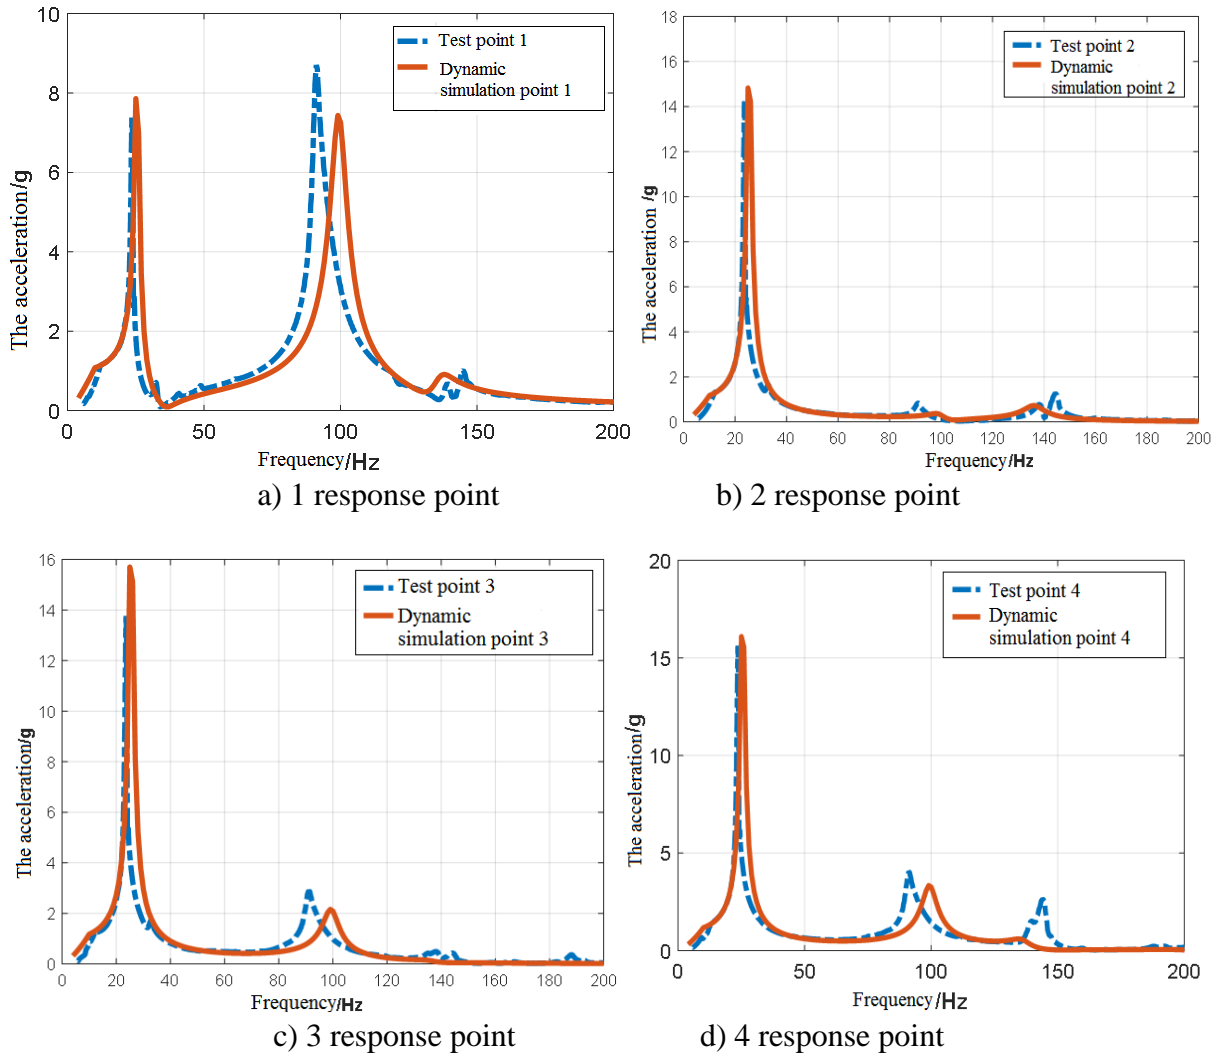 10
8
6
4
2
0
The acceleration/g
Test point 1
Dynamic
simulation point 1
0 50 100 150 200
Frequency/Hz
a) 1 response point
18
16
14
12
10
8
6
4
2
0
The acceleration /g
Test point 2
Dynamic
simulation point 2
0 20 40 60 80 100 120 140 160 180 200
Frequency/Hz
b) 2 response point
16
14
12
10
8
6
4
2
0
The acceleration/g
Test point 3
Dynamic
simulation point 3
0 20 40 60 80 100 120 140 160 180 200
Frequency/Hz
c) 3 response point
20
15
10
5
0
The acceleration/g
Test point 4
Dynamic
simulation point 4
0 50 100 150 200
Frequency/Hz
d) 4 response point